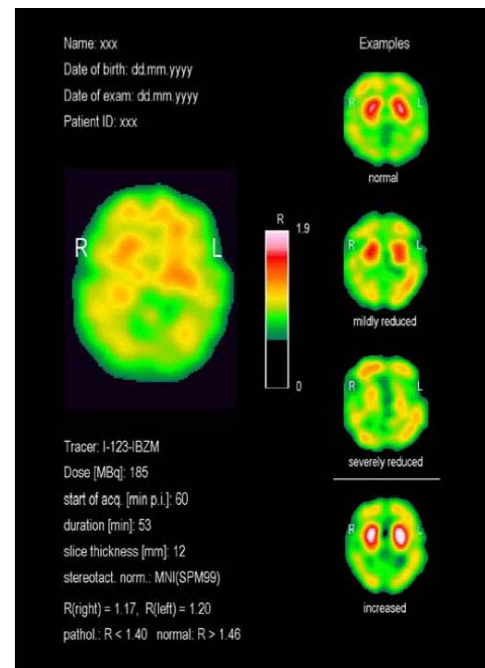 Name: xxx
Date of birth: dd.mm.yyyy
Date of exam: dd.mm.yyyy
Patient ID: xxx
Examples
R L
normal
R L
R
1.9
0
R L
mildly reduced
R L
severely reduced
R L
increased
Tracer: I-123-IBZM
Dose [MBq]: 185
start of acq. [min p.i.]: 60
duration [min]: 53
slice thickness [mm]: 12
stereotact. norm.: MNI(SPM99)
R(right) = 1.17, R(left) = 1.20
pathol.: R < 1.40 normal: R > 1.46